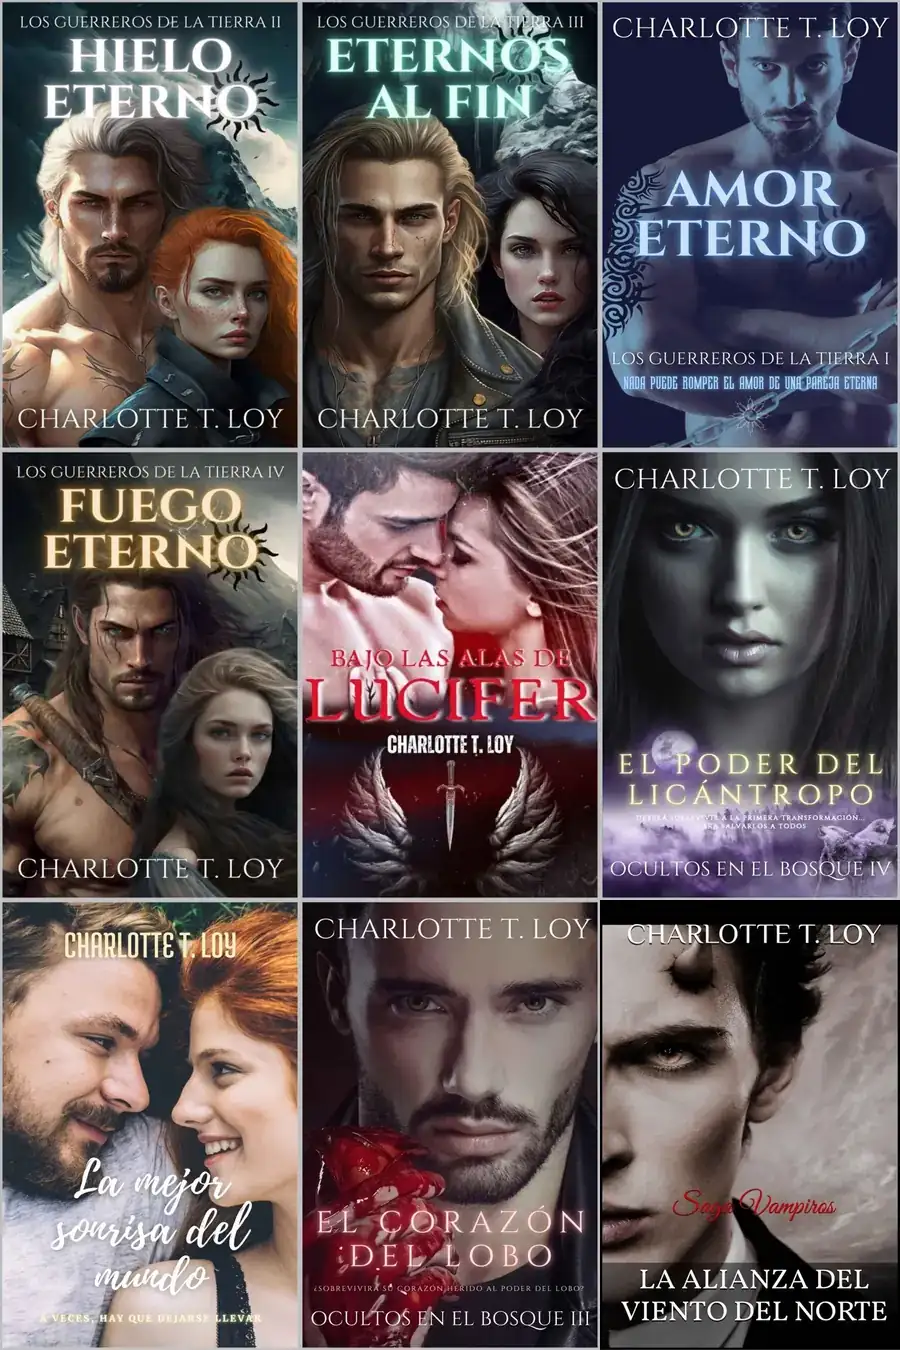 LOS GUERREROS DE LA TIERRA II
HIELO
ETERNO
CHARLOTTE T. LOY
LOS GUERREROS DE LA TIERRA III
ETERNOS
AL FIN
CHARLOTTE T. LOY
CHARLOTTE T. LOY
AMOR
ETERNO
LOS GUERREROS DE LA TIERRA I
NADA PUEDE ROMPER EL AMOR DE UNA PAREJA ETERNA
LOS GUERREROS DE LA TIERRA IV
FUEGO
ETERNO
CHARLOTTE T. LOY
BAJO LAS ALAS DE
LUCIFER
CHARLOTTE T. LOY
CHARLOTTE T. LOY
EL PODER DEL
LICÁNTROPO
A LA PRIMERA TRANSFORMACIÓN...
SALVARLOS A TODOS
OCULTOS EN EL BOSQUE IV
CHARLOTTE T. LOY
La mejor
sonrisa del
mundo
A VECES, HAY QUE DEJARSE LLEVAR
CHARLOTTE T. LOY
EL CORAZÓN
DEL LOBO
¿SOBREVIVIRÁ SU CORAZÓN HERIDO AL PODER DEL LOBO?
OCULTOS EN EL BOSQUE III
CHARLOTTE T. LOY
Saga Vampiros
LA ALIANZA DEL
VIENTO DEL NORTE